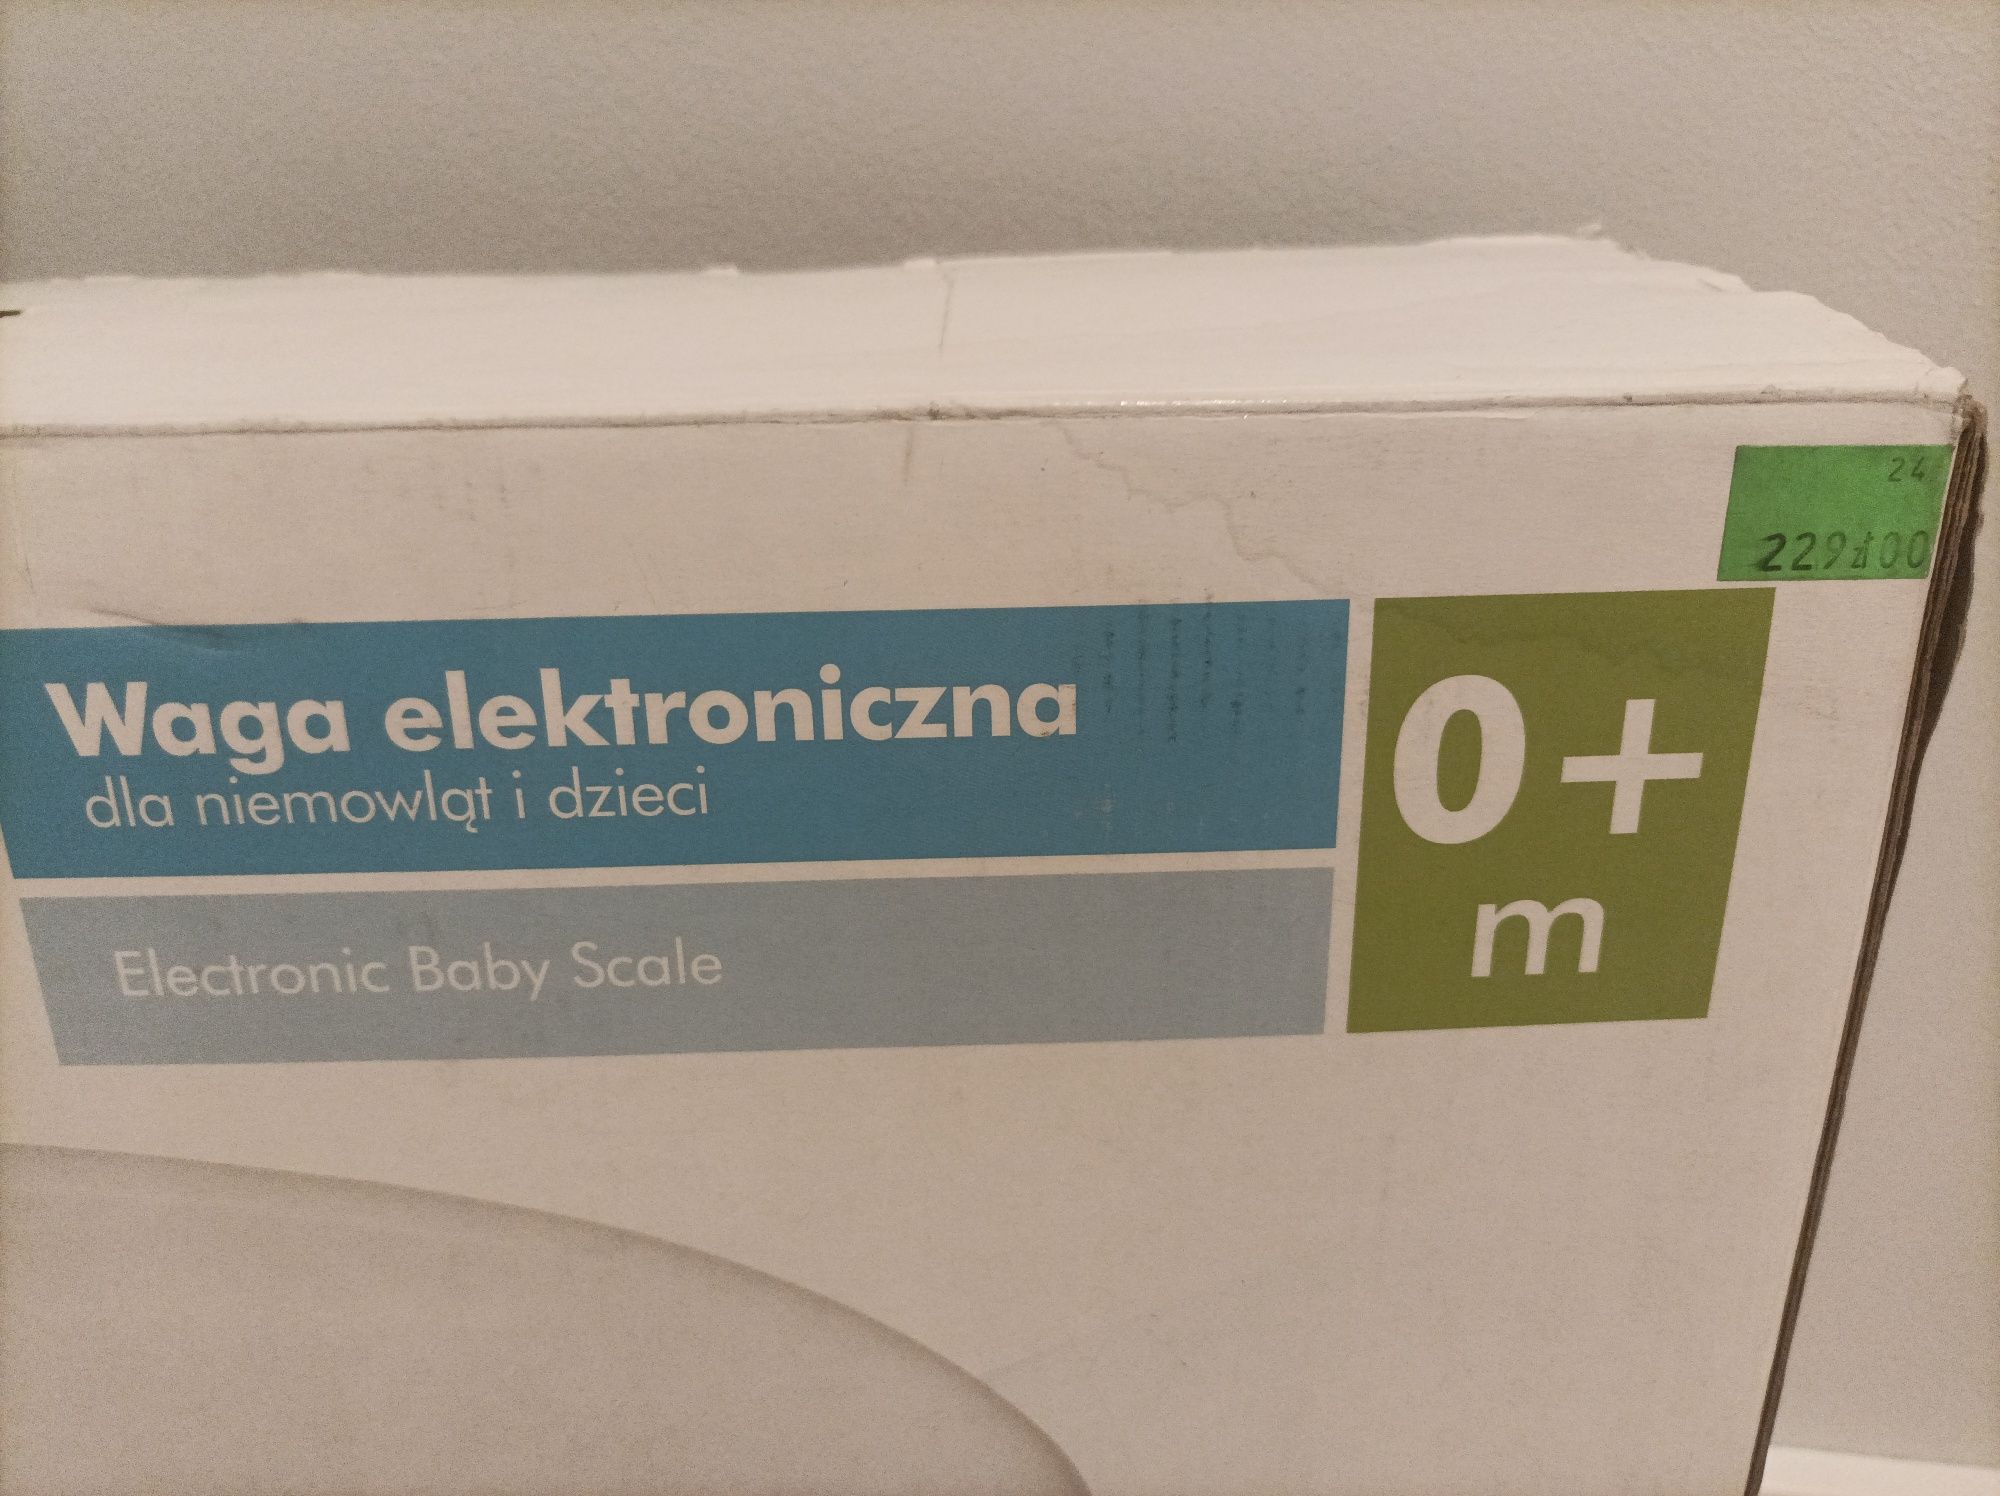 24
229zł00
Waga elektroniczna
dla niemowląt i dzieci
Electronic Baby Scale
0+
m